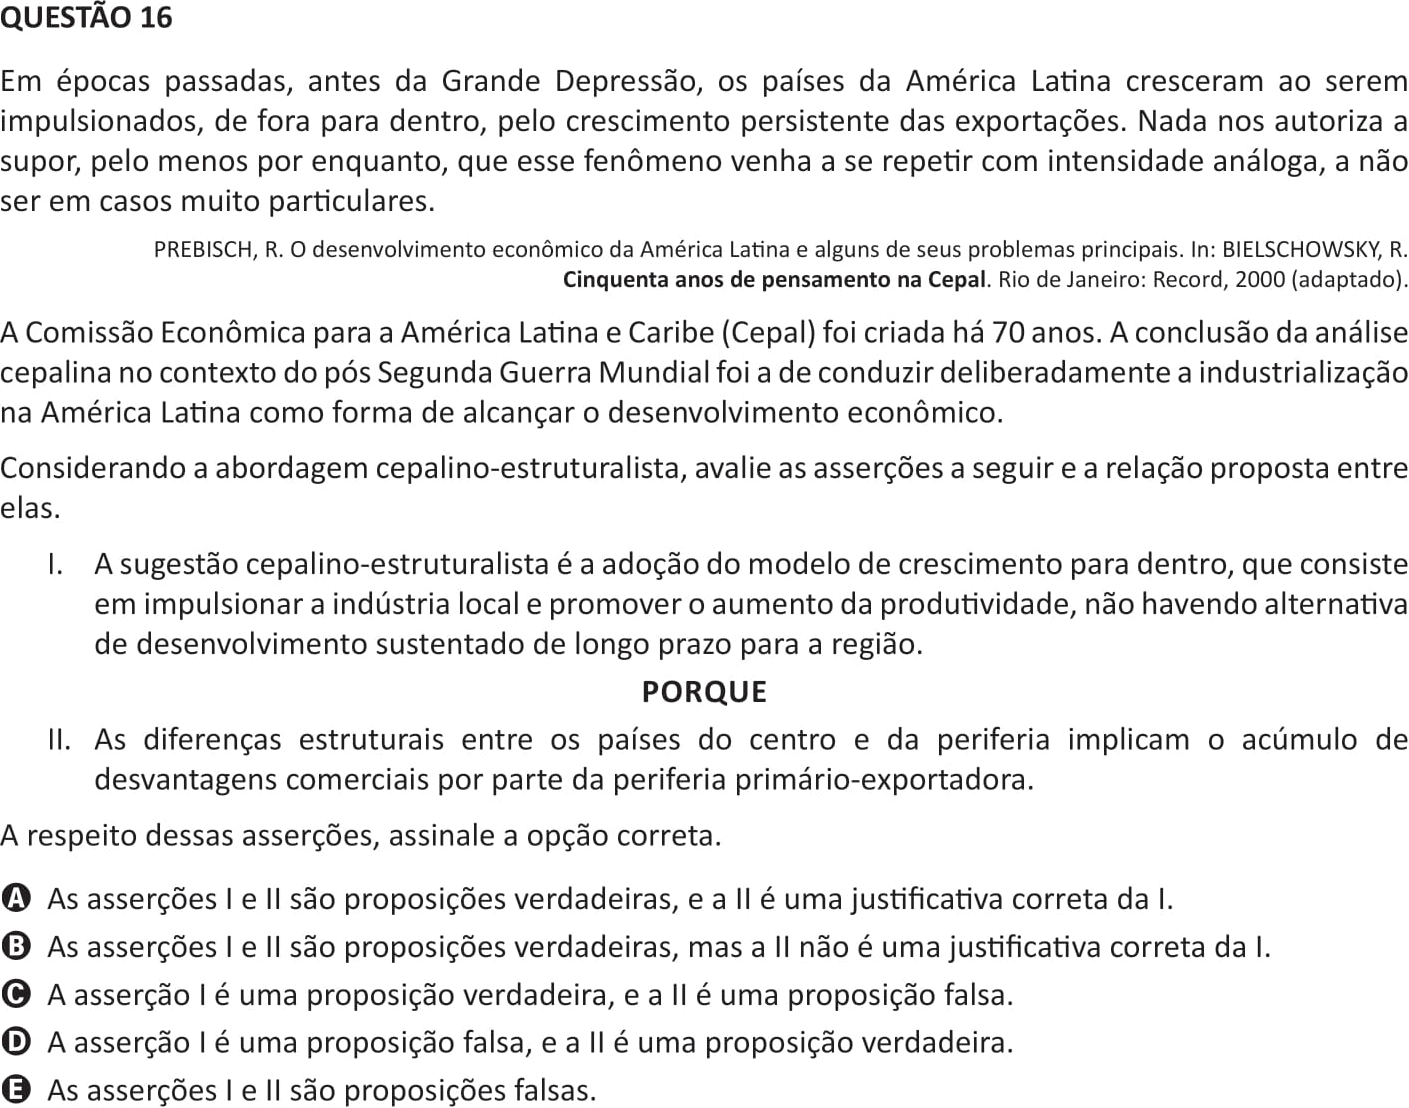 QUESTÃO 16
Em épocas passadas, antes da Grande Depressão, os países da América Latina cresceram ao serem
impulsionados, de fora para dentro, pelo crescimento persistente das exportações. Nada nos autoriza a
supor, pelo menos por enquanto, que esse fenômeno venha a se repetir com intensidade análoga, a não
ser em casos muito particulares.
PREBISCH, R. O desenvolvimento econômico da América Latina e alguns de seus problemas principais. In: BIELSCHOWSKY, R.
Cinquenta anos de pensamento na Cepal. Rio de Janeiro: Record, 2000 (adaptado).
A Comissão Econômica para a América Latina e Caribe (Cepal) foi criada há 70 anos. A conclusão da análise
cepalina no contexto do pós Segunda Guerra Mundial foi a de conduzir deliberadamente a industrialização
na América Latina como forma de alcançar o desenvolvimento econômico.
Considerando a abordagem cepalino-estruturalista, avalie as asserções a seguir e a relação proposta entre
elas.
I. A sugestão cepalino-estruturalista é a adoção do modelo de crescimento para dentro, que consiste
em impulsionar a indústria local e promover o aumento da produtividade, não havendo alternativa
de desenvolvimento sustentado de longo prazo para a região.
PORQUE
II. As diferenças estruturais entre os países do centro e da periferia implicam o acúmulo de
desvantagens comerciais por parte da periferia primário-exportadora.
A respeito dessas asserções, assinale a opção correta.
A As asserções I e II são proposições verdadeiras, e a II é uma justificativa correta da I.
B As asserções I e II são proposições verdadeiras, mas a II não é uma justificativa correta da I.
C A asserção I é uma proposição verdadeira, e a II é uma proposição falsa.
D A asserção I é uma proposição falsa, e a II é uma proposição verdadeira.
E As asserções I e II são proposições falsas.